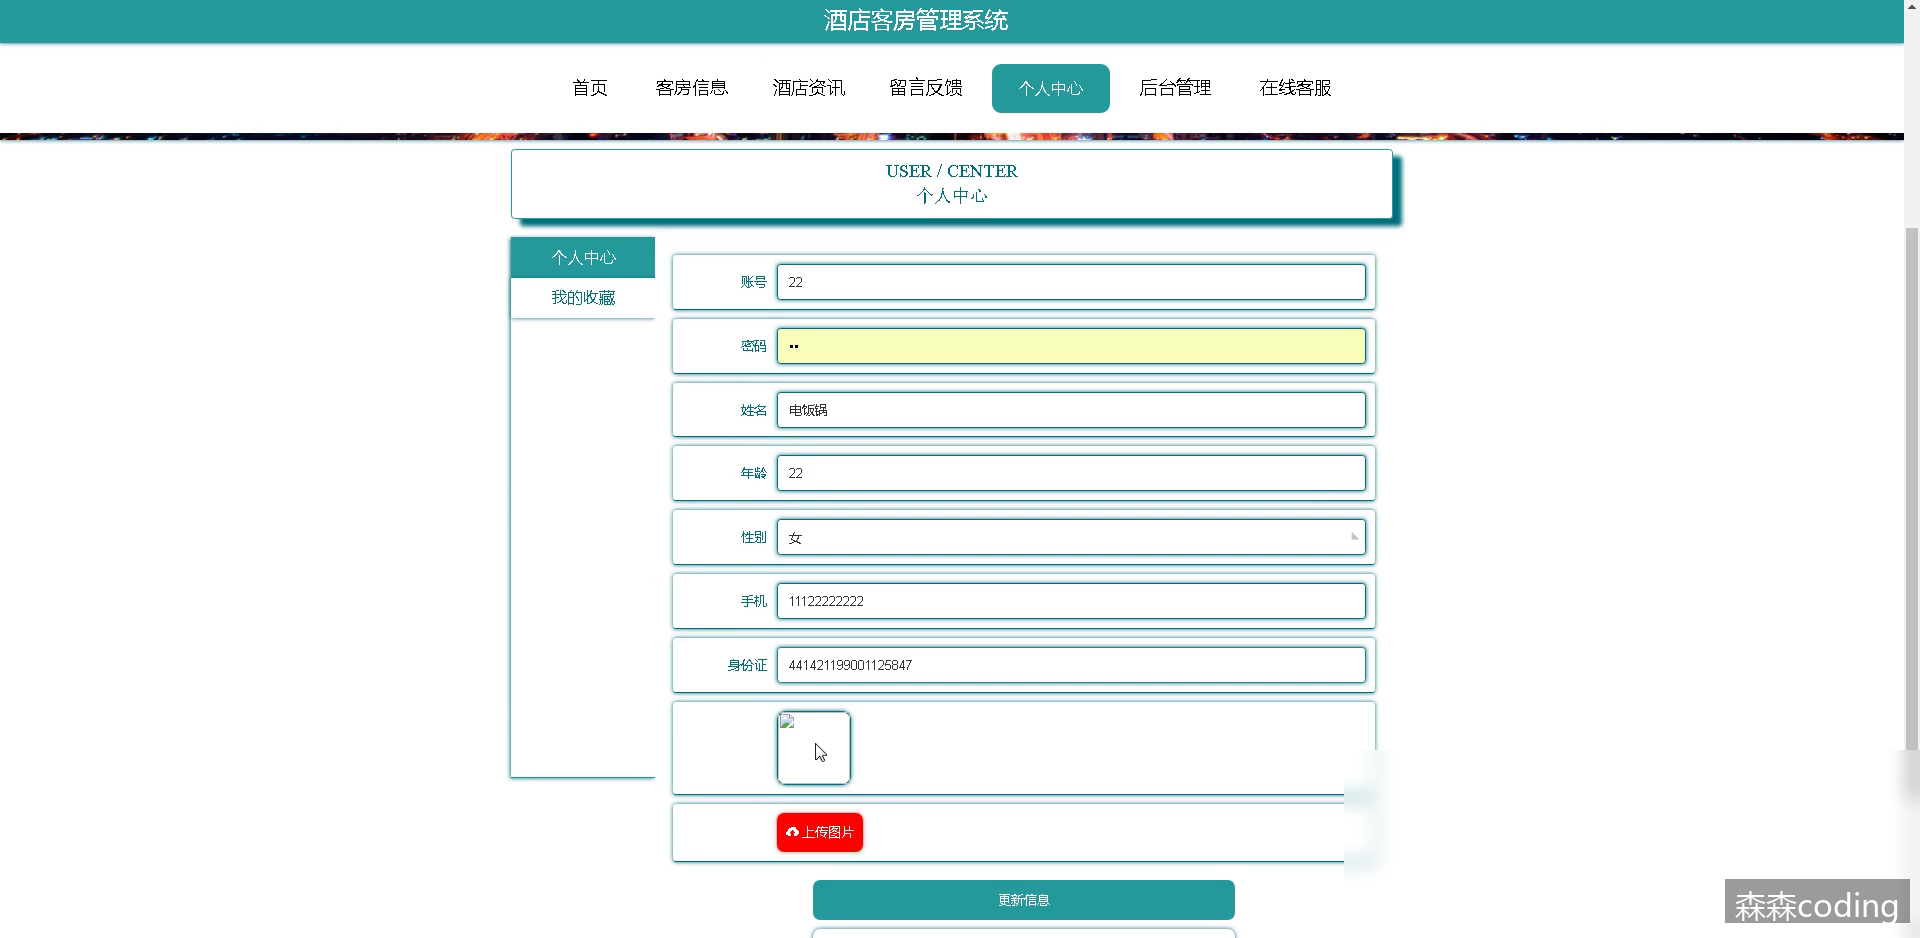 酒店客房管理系统
首页 客房信息 酒店资讯 留言反馈 个人中心 后台管理 在线客服
USER / CENTER
个人中心
个人中心
我的收藏
账号 22
密码 ••
姓名 电饭锅
年龄 22
性别 女
手机 11122222222
身份证 441421199001125847
上传图片
更新信息
森森coding